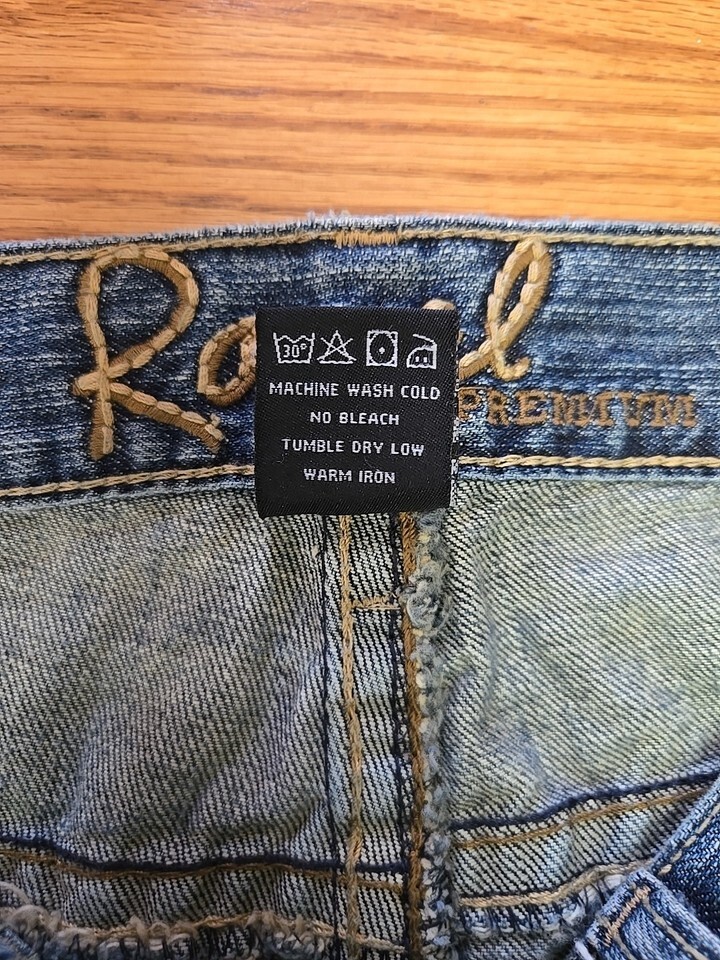 30°
MACHINE WASH COLD
NO BLEACH
TUMBLE DRY LOW
WARM IRON
PREMIUM